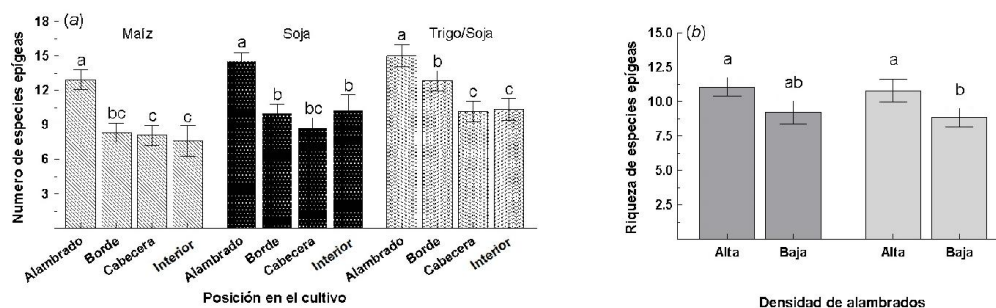 (a)
Maíz
Soja
Trigo/Soja
Numero de especies epígeas
18
15
12
9
6
3
a
bc
c
c
a
b
bc
b
a
b
c
c
Alambrado
Borde
Cabecera
Interior
Alambrado
Borde
Cabecera
Interior
Alambrado
Borde
Cabecera
Interior
Posición en el cultivo
(b)
Riqueza de especies epígeas
15.0
12.5
10.0
7.5
5.0
2.5
a
ab
a
b
Alta
Baja
Alta
Baja
Densidad de alambrados